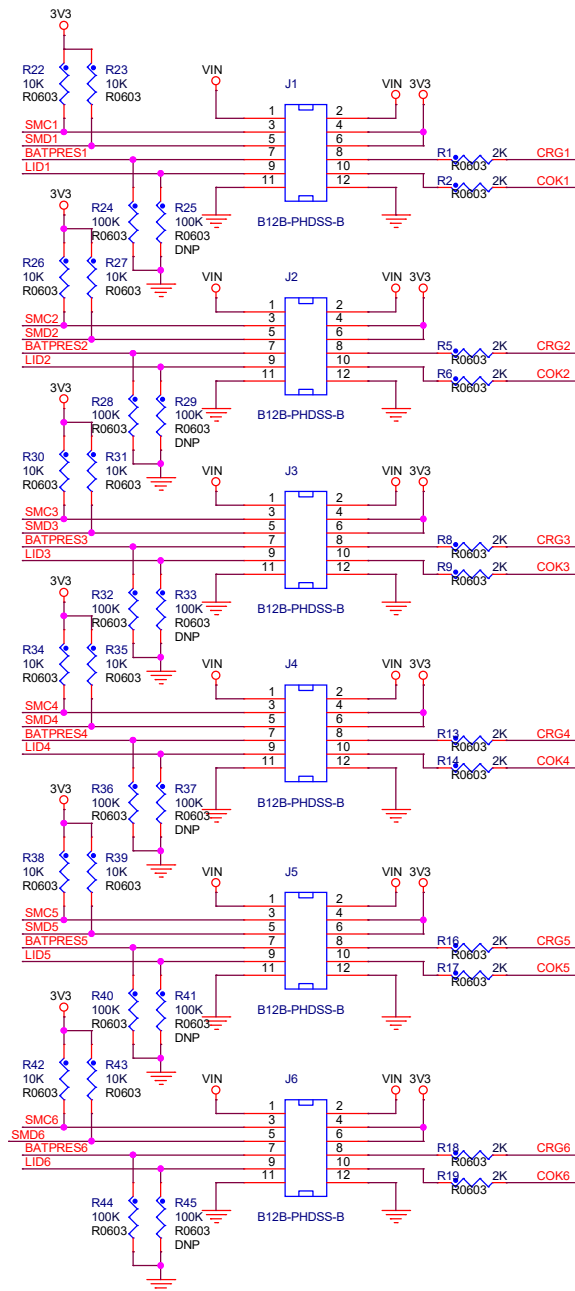 3V3
R22
10K
R0603
R23
10K
R0603
VIN
J1
VIN
3V3
SMC1
SMD1
BATPRES1
LID1
1
3
5
7
9
11
2
4
6
8
10
12
R1
2K
R0603
CRG1
R2
2K
R0603
COK1
B12B-PHDSS-B
R24
100K
R0603
R25
100K
R0603
DNP
3V3
R26
10K
R0603
R27
10K
R0603
VIN
J2
VIN
3V3
SMC2
SMD2
BATPRES2
LID2
1
3
5
7
9
11
2
4
6
8
10
12
R5
2K
R0603
CRG2
R6
2K
R0603
COK2
B12B-PHDSS-B
R28
100K
R0603
R29
100K
R0603
DNP
3V3
R30
10K
R0603
R31
10K
R0603
VIN
J3
VIN
3V3
SMC3
SMD3
BATPRES3
LID3
1
3
5
7
9
11
2
4
6
8
10
12
R8
2K
R0603
CRG3
R9
2K
R0603
COK3
B12B-PHDSS-B
R32
100K
R0603
R33
100K
R0603
DNP
3V3
R34
10K
R0603
R35
10K
R0603
VIN
J4
VIN
3V3
SMC4
SMD4
BATPRES4
LID4
1
3
5
7
9
11
2
4
6
8
10
12
R13
2K
R0603
CRG4
R14
2K
R0603
COK4
B12B-PHDSS-B
R36
100K
R0603
R37
100K
R0603
DNP
3V3
R38
10K
R0603
R39
10K
R0603
VIN
J5
VIN
3V3
SMC5
SMD5
BATPRES5
LID5
1
3
5
7
9
11
2
4
6
8
10
12
R16
2K
R0603
CRG5
R17
2K
R0603
COK5
B12B-PHDSS-B
R40
100K
R0603
R41
100K
R0603
DNP
3V3
R42
10K
R0603
R43
10K
R0603
VIN
J6
VIN
3V3
SMC6
SMD6
BATPRES6
LID6
1
3
5
7
9
11
2
4
6
8
10
12
R18
2K
R0603
CRG6
R19
2K
R0603
COK6
B12B-PHDSS-B
R44
100K
R0603
R45
100K
R0603
DNP